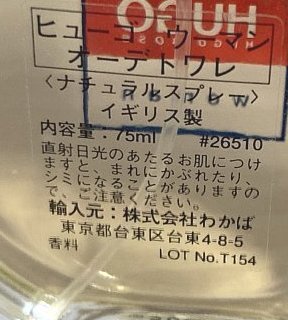 HUGO
HUGO BOSS
ヒューゴ ウーマン
オーデトワレ
〈ナチュラルスプレー〉
イギリス製
内容量:75ml #26510
直射日光のあたるお肌につけ
ますと まれにかぶれたり、
シミになることがありますの
で、ご注意ください。
輸入元:株式会社わかば
東京都台東区台東4-8-5
香料 LOT No.T154